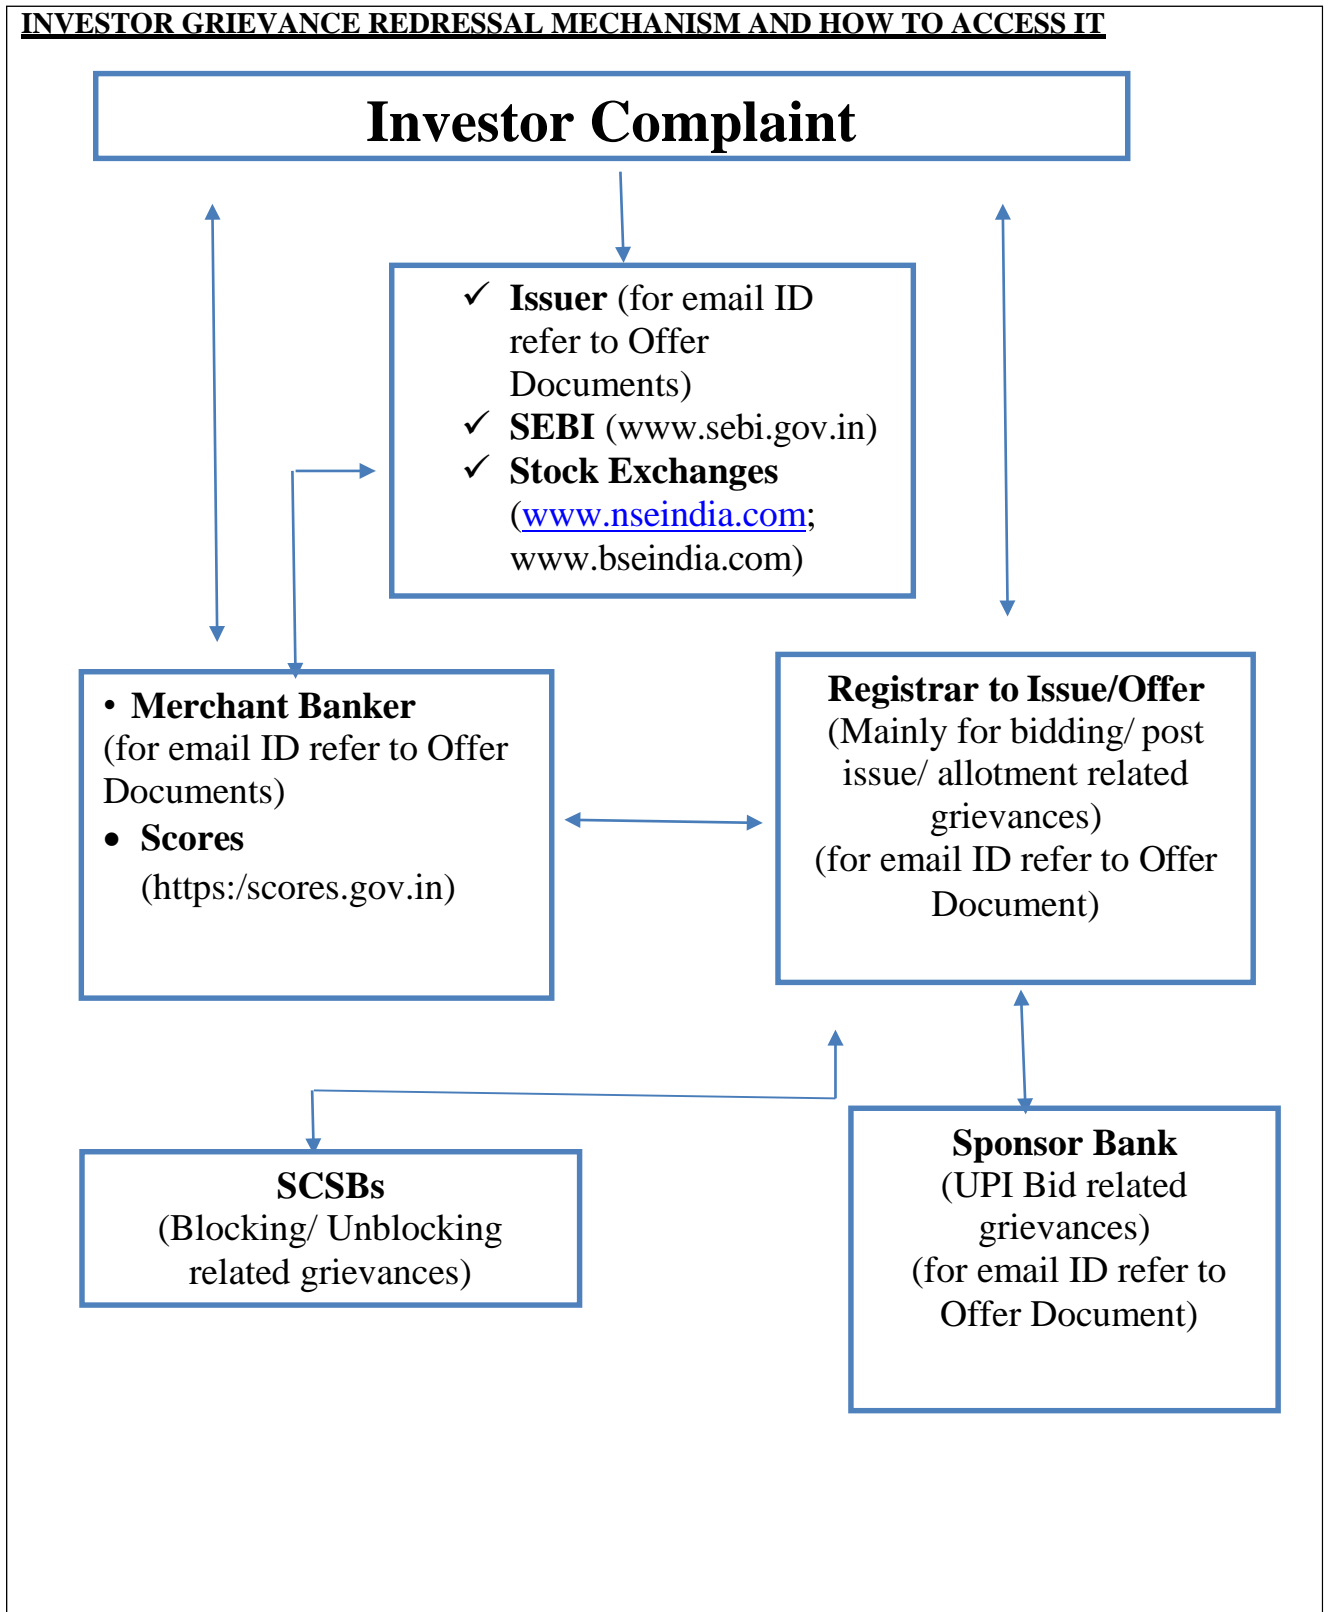 INVESTOR GRIEVANCE REDRESSAL MECHANISM AND HOW TO ACCESS IT
Investor Complaint
✓ Issuer (for email ID
refer to Offer
Documents)
✓ SEBI (www.sebi.gov.in)
✓ Stock Exchanges
(www.nseindia.com;
www.bseindia.com)
• Merchant Banker
(for email ID refer to Offer
Documents)
• Scores
(https:/scores.gov.in)
Registrar to Issue/Offer
(Mainly for bidding/ post
issue/ allotment related
grievances)
(for email ID refer to Offer
Document)
SCSBs
(Blocking/ Unblocking
related grievances)
Sponsor Bank
(UPI Bid related
grievances)
(for email ID refer to
Offer Document)